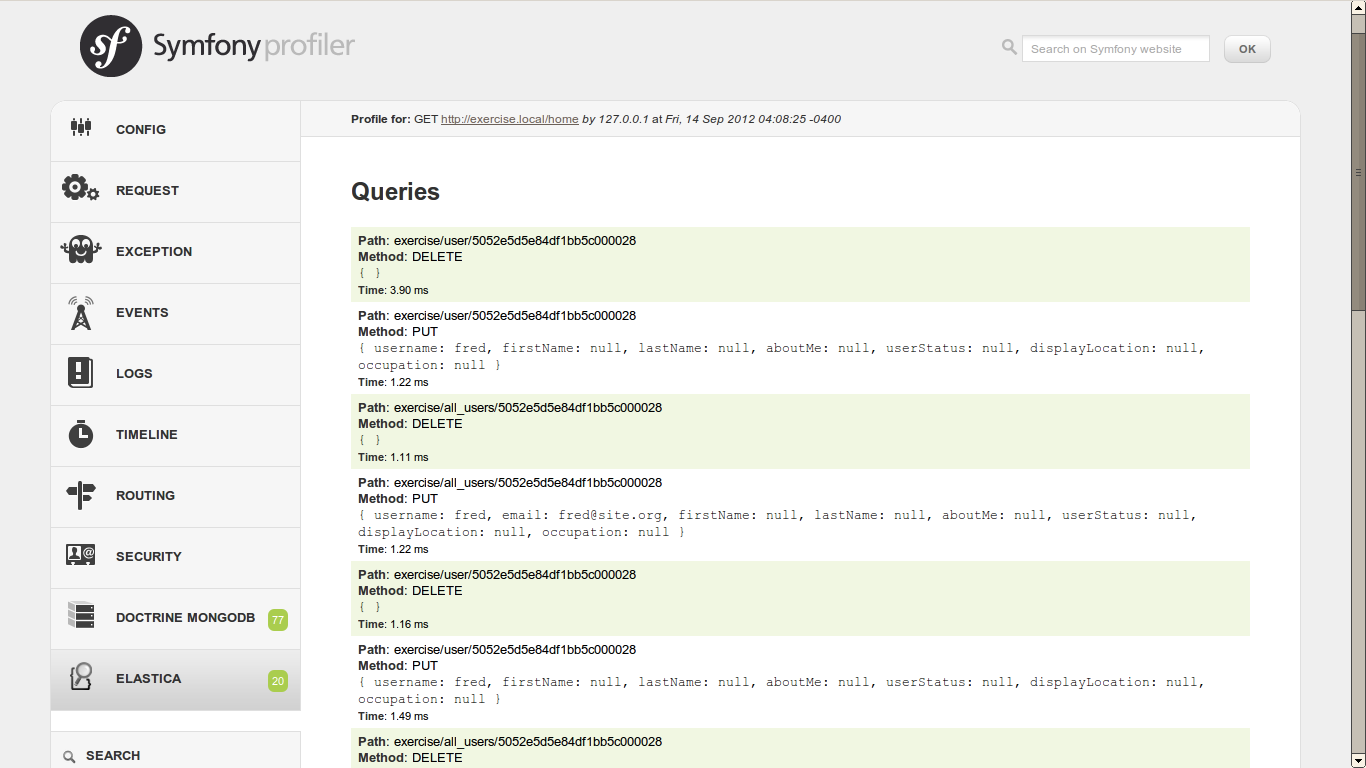 sf Symfony profiler
Search on Symfony website
OK
CONFIG
REQUEST
EXCEPTION
EVENTS
LOGS
TIMELINE
ROUTING
SECURITY
DOCTRINE MONGODB 77
ELASTICA 20
SEARCH
Profile for: GET http://exercise.local/home by 127.0.0.1 at Fri, 14 Sep 2012 04:08:25 -0400
Queries
Path: exercise/user/5052e5d5e84df1bb5c000028
Method: DELETE
{ }
Time: 3.90 ms
Path: exercise/user/5052e5d5e84df1bb5c000028
Method: PUT
{ username: fred, firstName: null, lastName: null, aboutMe: null, userStatus: null, displayLocation: null,
occupation: null }
Time: 1.22 ms
Path: exercise/all_users/5052e5d5e84df1bb5c000028
Method: DELETE
{ }
Time: 1.11 ms
Path: exercise/all_users/5052e5d5e84df1bb5c000028
Method: PUT
{ username: fred, email: fred@site.org, firstName: null, lastName: null, aboutMe: null, userStatus: null,
displayLocation: null, occupation: null }
Time: 1.22 ms
Path: exercise/user/5052e5d5e84df1bb5c000028
Method: DELETE
{ }
Time: 1.16 ms
Path: exercise/user/5052e5d5e84df1bb5c000028
Method: PUT
{ username: fred, firstName: null, lastName: null, aboutMe: null, userStatus: null, displayLocation: null,
occupation: null }
Time: 1.49 ms
Path: exercise/all_users/5052e5d5e84df1bb5c000028
Method: DELETE